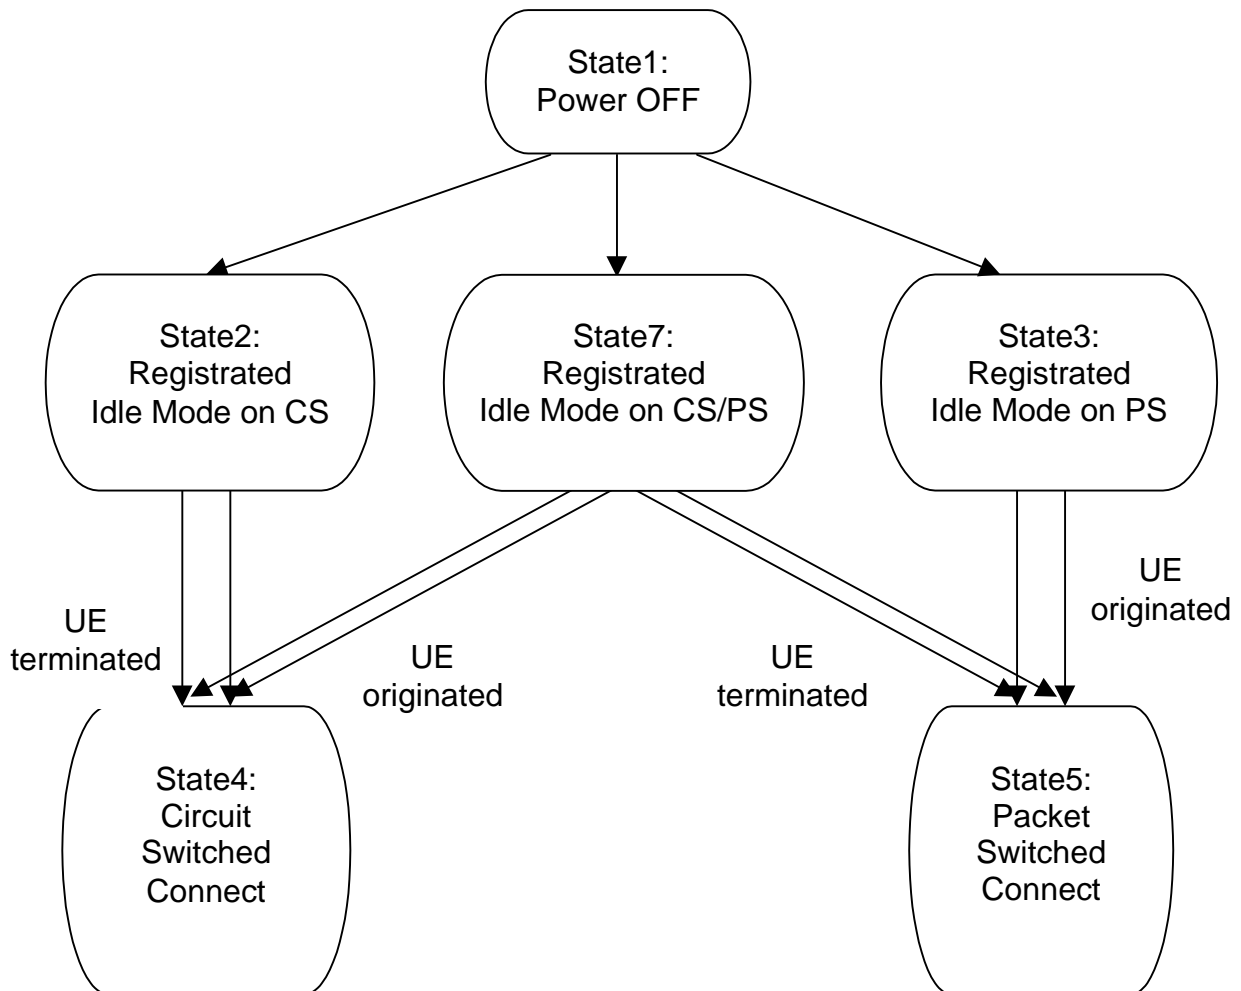 State1:
Power OFF
State2:
Registrated
Idle Mode on CS
State7:
Registrated
Idle Mode on CS/PS
State3:
Registrated
Idle Mode on PS
UE
terminated
UE
originated
UE
terminated
UE
originated
State4:
Circuit
Switched
Connect
State5:
Packet
Switched
Connect